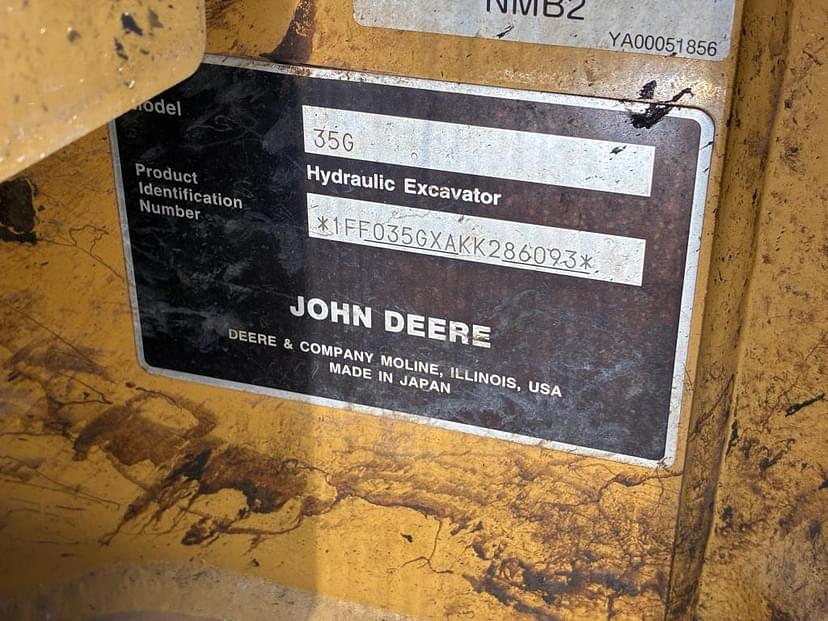 NMB2
YA00051856
Model
35G
Hydraulic Excavator
Product
Identification
Number
*1FF035GXAKK286093*
JOHN DEERE
DEERE & COMPANY MOLINE, ILLINOIS, USA
MADE IN JAPAN